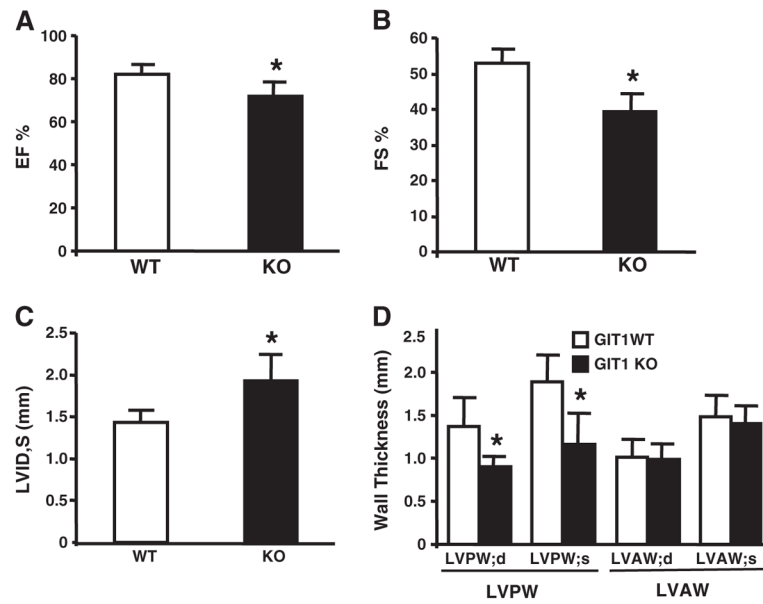 A
EF %
100
80
60
40
20
0
*
WT KO
B
FS %
60
50
40
30
20
10
0
*
WT KO
C
LVID,S (mm)
2.5
2.0
1.5
1.0
0.5
0
*
WT KO
D
Wall Thickness (mm)
2.5
2.0
1.5
1.0
0.5
0
GIT1WT
GIT1 KO
* *
LVPW;d LVPW;s LVAW;d LVAW;s
LVPW LVAW